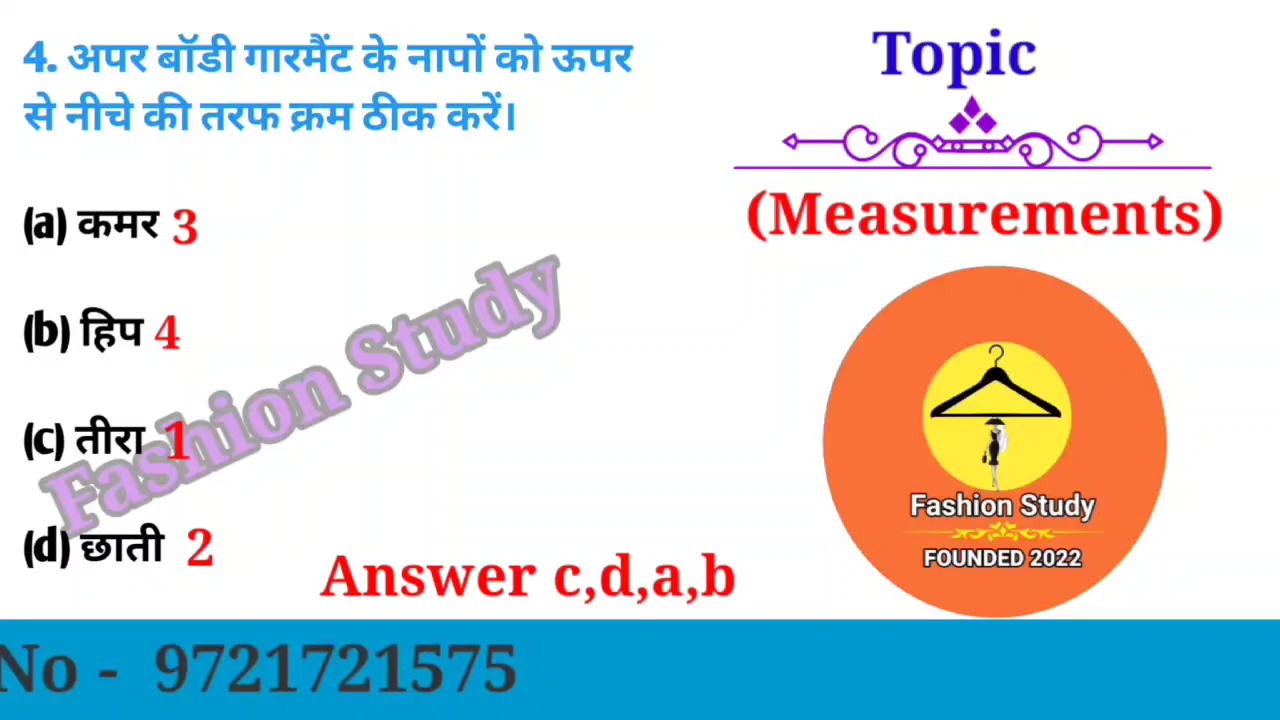 4. अपर बॉडी गारमैंट के नापों को ऊपर
से नीचे की तरफ क्रम ठीक करें।
(a) कमर 3
(b) हिप 4
(c) तीरा 1
(d) छाती 2
Answer c,d,a,b
Topic
(Measurements)
Fashion Study
Fashion Study
FOUNDED 2022
No - 9721721575